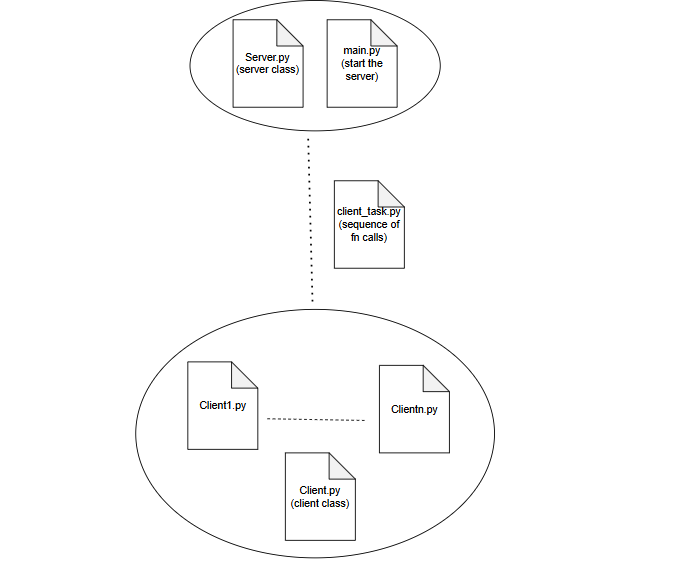 Server.py
(server class)
main.py
(start the
server)
client_task.py
(sequence of
fn calls)
Client1.py
Clientn.py
Client.py
(client class)